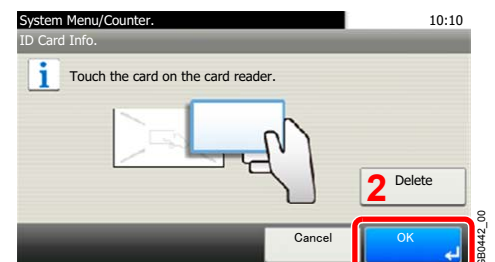 System Menu/Counter. 10:10
ID Card Info.
i Touch the card on the card reader.
2 Delete
Cancel OK
GB0442_00